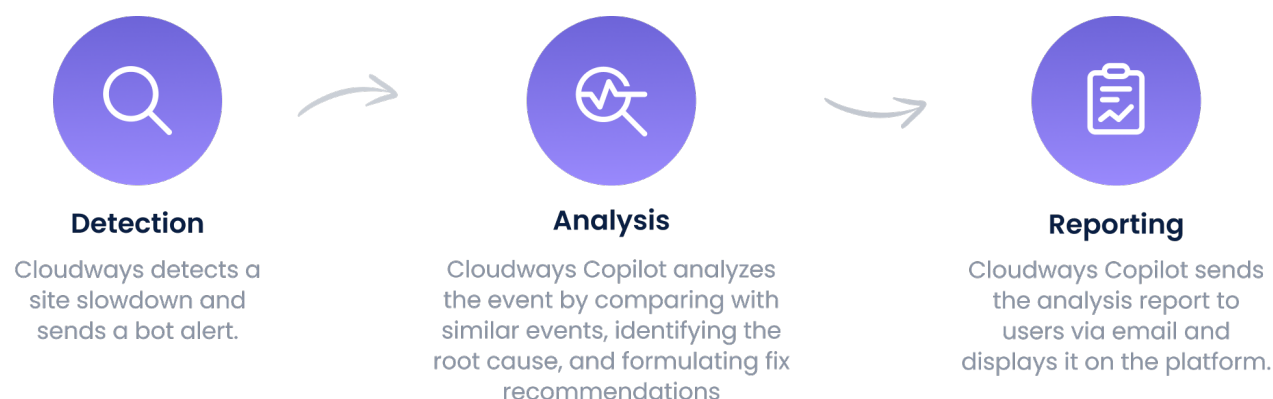 Detection
Cloudways detects a
site slowdown and
sends a bot alert.
Analysis
Cloudways Copilot analyzes
the event by comparing with
similar events, identifying the
root cause, and formulating fix
recommendations
Reporting
Cloudways Copilot sends
the analysis report to
users via email and
displays it on the platform.